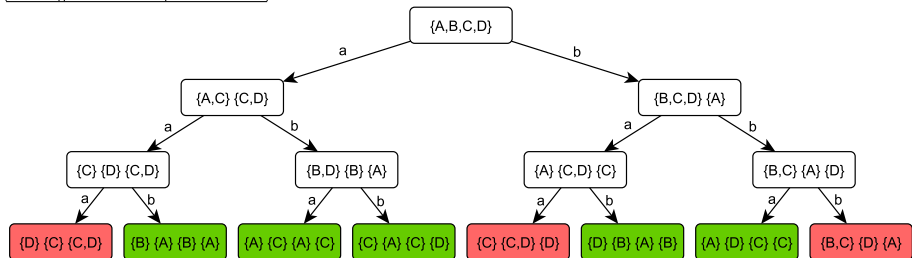 {A,B,C,D}
a b
{A,C} {C,D} {B,C,D} {A}
a b a b
{C} {D} {C,D} {B,D} {B} {A} {A} {C,D} {C} {B,C} {A} {D}
a b a b a b a b
{D} {C} {C,D} {B} {A} {B} {A} {A} {C} {A} {C} {C} {A} {C} {D} {C} {C,D} {D} {D} {B} {A} {B} {A} {D} {C} {C} {B,C} {D} {A}